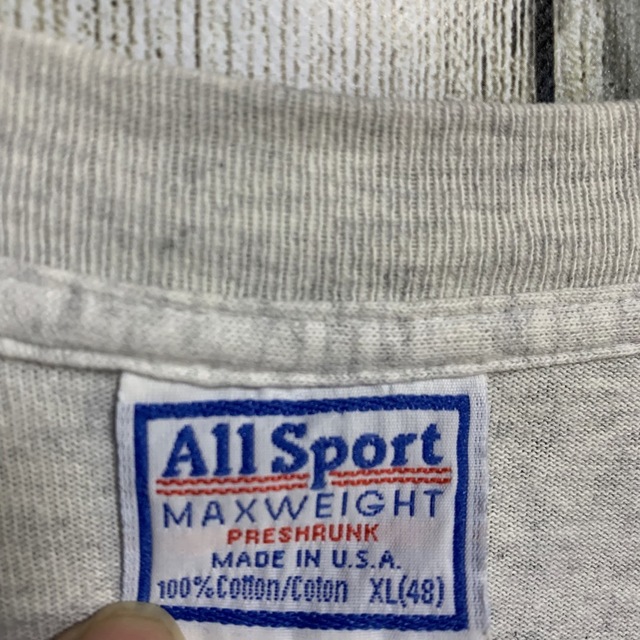 All Sport
MAXWEIGHT
PRESHRUNK
MADE IN U.S.A.
100% Cotton/Coton XL(48)